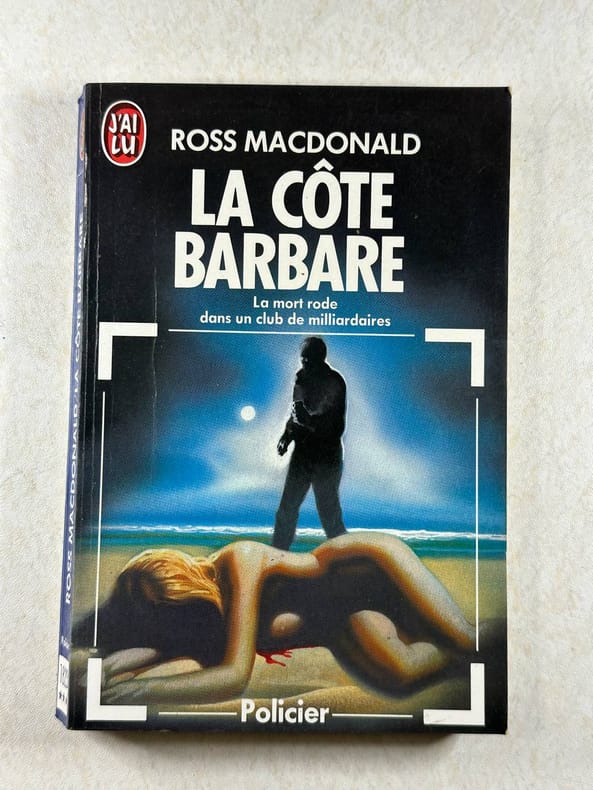 J'AI
LU
ROSS MACDONALD
LA CÔTE
BARBARE
La mort rode
dans un club de milliardaires
Policier
ROSS MACDONALD/LA CÔTE BARBARE